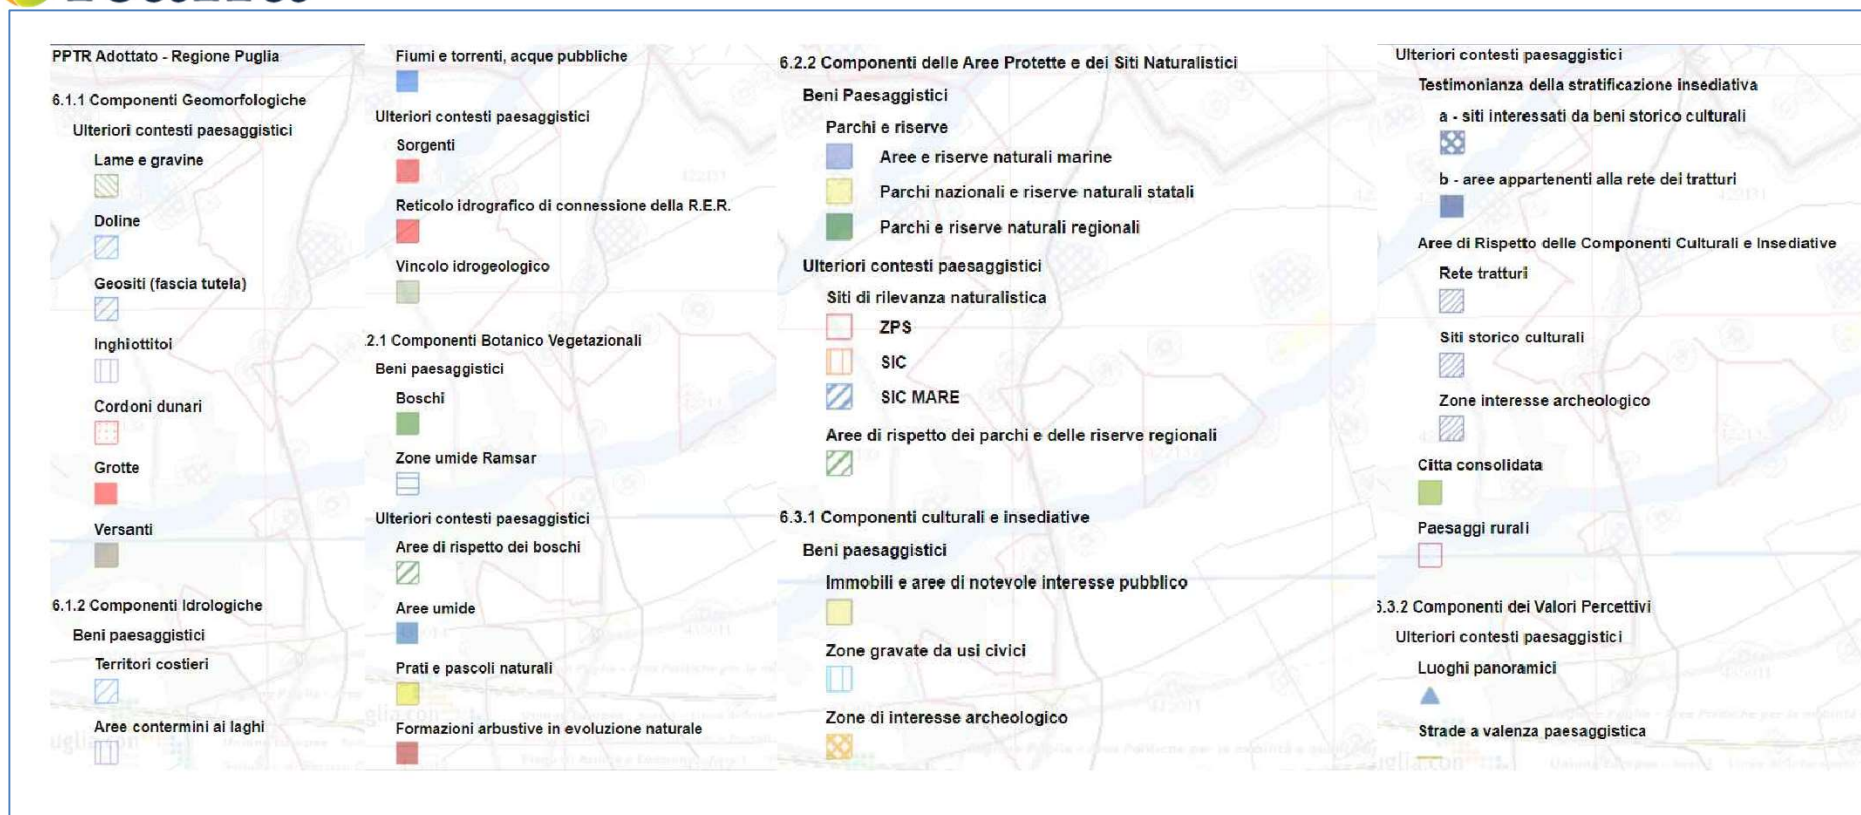 PPTR Adottato - Regione Puglia
6.1.1 Componenti Geomorfologiche
Ulteriori contesti paesaggistici
Lame e gravine
Doline
Geositi (fascia tutela)
Inghiottitoi
Cordoni dunari
Grotte
Versanti
6.1.2 Componenti Idrologiche
Beni paesaggistici
Territori costieri
Aree contermini ai laghi
Fiumi e torrenti, acque pubbliche
Ulteriori contesti paesaggistici
Sorgenti
Reticolo idrografico di connessione della R.E.R.
Vincolo idrogeologico
.2.1 Componenti Botanico Vegetazionali
Beni paesaggistici
Boschi
Zone umide Ramsar
Ulteriori contesti paesaggistici
Aree di rispetto dei boschi
Aree umide
Prati e pascoli naturali
Formazioni arbustive in evoluzione naturale
6.2.2 Componenti delle Aree Protette e dei Siti Naturalistici
Beni Paesaggistici
Parchi e riserve
Aree e riserve naturali marine
Parchi nazionali e riserve naturali statali
Parchi e riserve naturali regionali
Ulteriori contesti paesaggistici
Siti di rilevanza naturalistica
ZPS
SIC
SIC MARE
Aree di rispetto dei parchi e delle riserve regionali
6.3.1 Componenti culturali e insediative
Beni paesaggistici
Immobili e aree di notevole interesse pubblico
Zone gravate da usi civici
Zone di interesse archeologico
Ulteriori contesti paesaggistici
Testimonianza della stratificazione insediativa
a - siti interessati da beni storico culturali
b - aree appartenenti alla rete dei tratturi
Aree di Rispetto delle Componenti Culturali e Insediative
Rete tratturi
Siti storico culturali
Zone interesse archeologico
Citta consolidata
Paesaggi rurali
6.3.2 Componenti dei Valori Percettivi
Ulteriori contesti paesaggistici
Luoghi panoramici
Strade a valenza paesaggistica